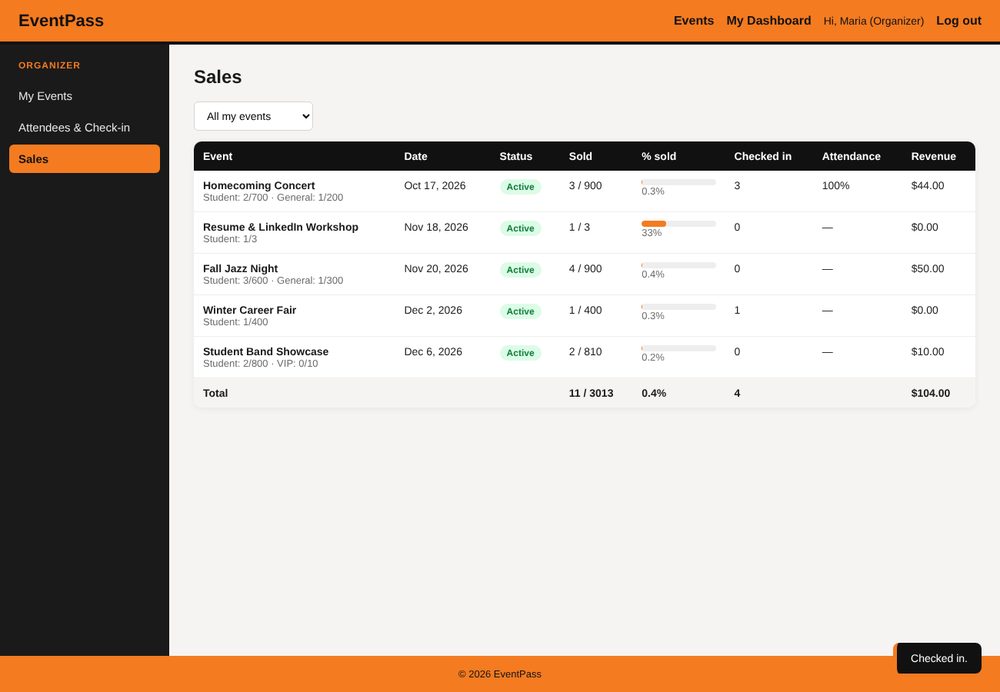 EventPass
Events My Dashboard Hi, Maria (Organizer) Log out
ORGANIZER
My Events
Attendees & Check-in
Sales
Sales
All my events
Event Date Status Sold % sold Checked in Attendance Revenue
Homecoming Concert Oct 17, 2026 Active 3 / 900 0.3% 3 100% $44.00
Student: 2/700 · General: 1/200
Resume & LinkedIn Workshop Nov 18, 2026 Active 1 / 3 33% 0 — $0.00
Student: 1/3
Fall Jazz Night Nov 20, 2026 Active 4 / 900 0.4% 0 — $50.00
Student: 3/600 · General: 1/300
Winter Career Fair Dec 2, 2026 Active 1 / 400 0.3% 1 — $0.00
Student: 1/400
Student Band Showcase Dec 6, 2026 Active 2 / 810 0.2% 0 — $10.00
Student: 2/800 · VIP: 0/10
Total 11 / 3013 0.4% 4 $104.00
Checked in.
© 2026 EventPass